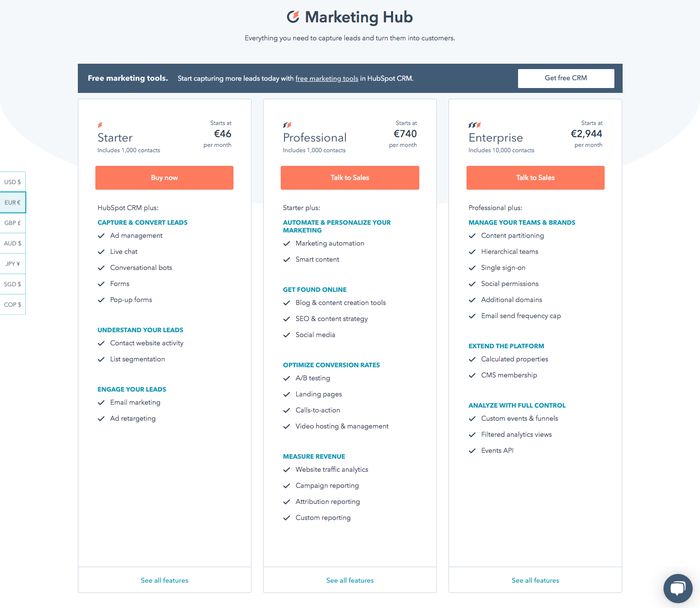 Marketing Hub
Everything you need to capture leads and turn them into customers.
Free marketing tools. Start capturing more leads today with free marketing tools in HubSpot CRM.
Get free CRM
USD $
EUR €
GBP £
AUD $
JPY ¥
SGD $
COP $
Starter
Includes 1,000 contacts
Starts at
€46
per month
Buy now
HubSpot CRM plus:
CAPTURE & CONVERT LEADS
Ad management
Live chat
Conversational bots
Forms
Pop-up forms
UNDERSTAND YOUR LEADS
Contact website activity
List segmentation
ENGAGE YOUR LEADS
Email marketing
Ad retargeting
See all features
Professional
Includes 1,000 contacts
Starts at
€740
per month
Talk to Sales
Starter plus:
AUTOMATE & PERSONALIZE YOUR
MARKETING
Marketing automation
Smart content
GET FOUND ONLINE
Blog & content creation tools
SEO & content strategy
Social media
OPTIMIZE CONVERSION RATES
A/B testing
Landing pages
Calls-to-action
Video hosting & management
MEASURE REVENUE
Website traffic analytics
Campaign reporting
Attribution reporting
Custom reporting
See all features
Enterprise
Includes 10,000 contacts
Starts at
€2,944
per month
Talk to Sales
Professional plus:
MANAGE YOUR TEAMS & BRANDS
Content partitioning
Hierarchical teams
Single sign-on
Social permissions
Additional domains
Email send frequency cap
EXTEND THE PLATFORM
Calculated properties
CMS membership
ANALYZE WITH FULL CONTROL
Custom events & funnels
Filtered analytics views
Events API
See all features